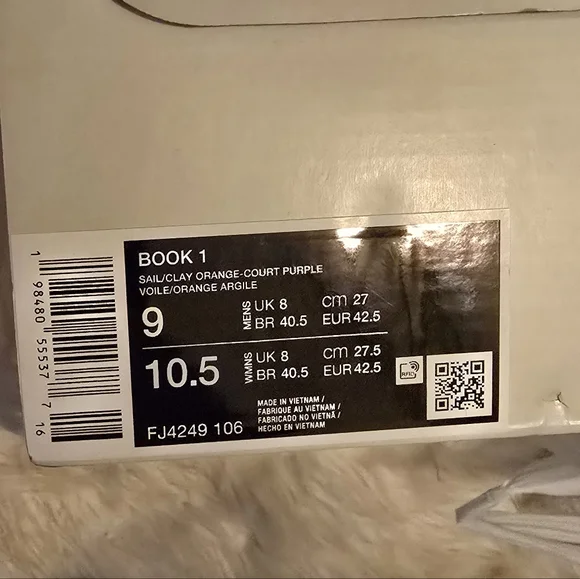 BOOK 1
SAIL/CLAY ORANGE-COURT PURPLE
VOILE/ORANGE ARGILE
9 MENS UK 8 CM 27
BR 40.5 EUR 42.5
10.5 WMNS UK 8 CM 27.5
BR 40.5 EUR 42.5
RFID
FJ4249 106
MADE IN VIETNAM /
FABRIQUÉ AU VIETNAM /
FABRICADO NO VIETNÃ /
HECHO EN VIETNAM
1 98480 55537 7 16